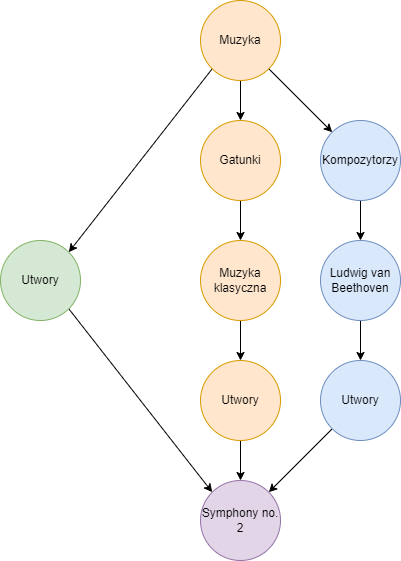 Muzyka
Gatunki
Kompozytorzy
Utwory
Muzyka
klasyczna
Ludwig van
Beethoven
Utwory
Utwory
Symphony no.
2